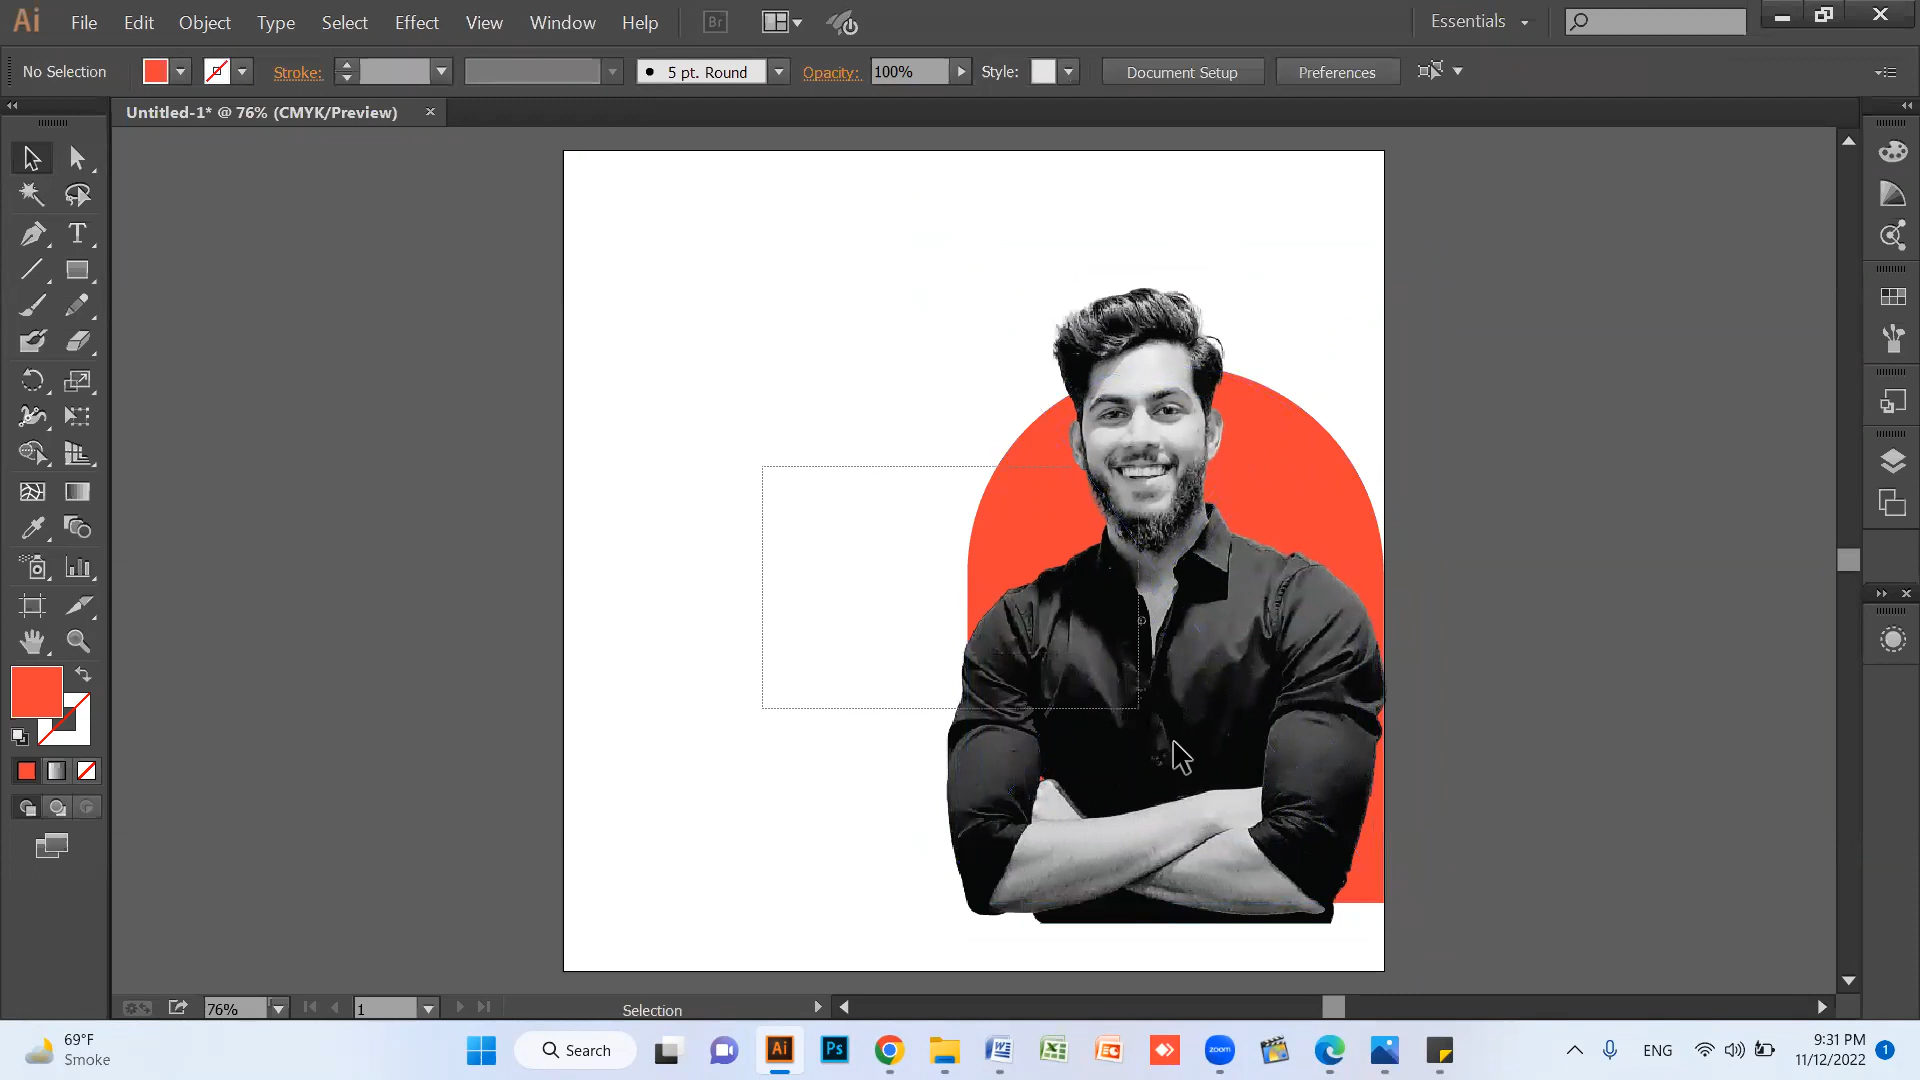 Ai File Edit Object Type Select Effect View Window Help Br Essentials
No Selection Stroke: 5 pt. Round Opacity: 100% Style: Document Setup Preferences
Untitled-1* @ 76% (CMYK/Preview)
T
76% 1 Selection
69°F
Smoke
Search
Ai
Ps
zoom
ENG
9:31 PM
11/12/2022
1